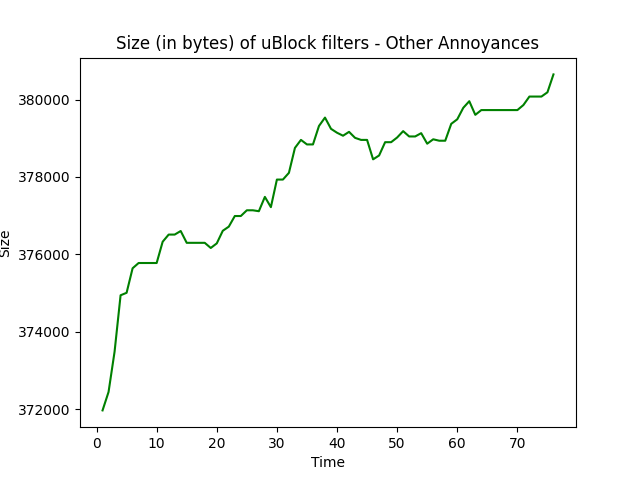 Size (in bytes) of uBlock filters - Other Annoyances
Size
380000
378000
376000
374000
372000
0 10 20 30 40 50 60 70
Time